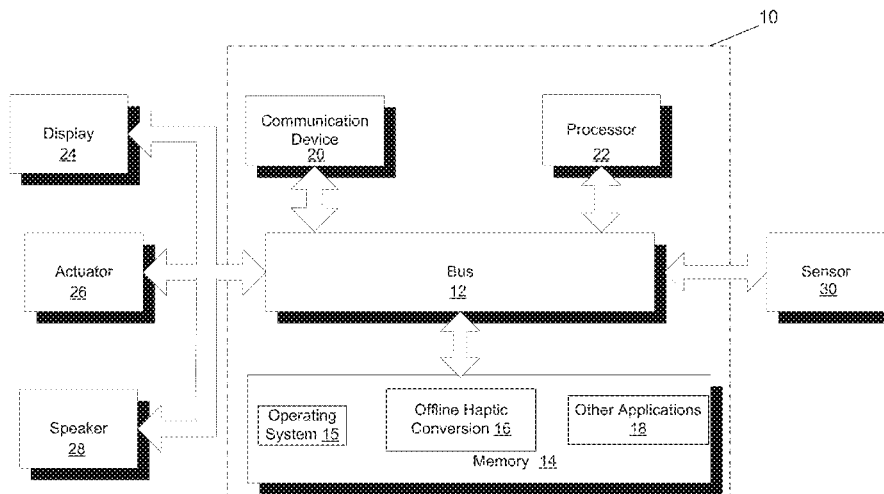 10
Display
24
Communication
Device
20
Processor
22
Actuator
26
Bus
12
Sensor
30
Speaker
28
Operating
System 15
Offline Haptic
Conversion 16
Other Applications
18
Memory 14